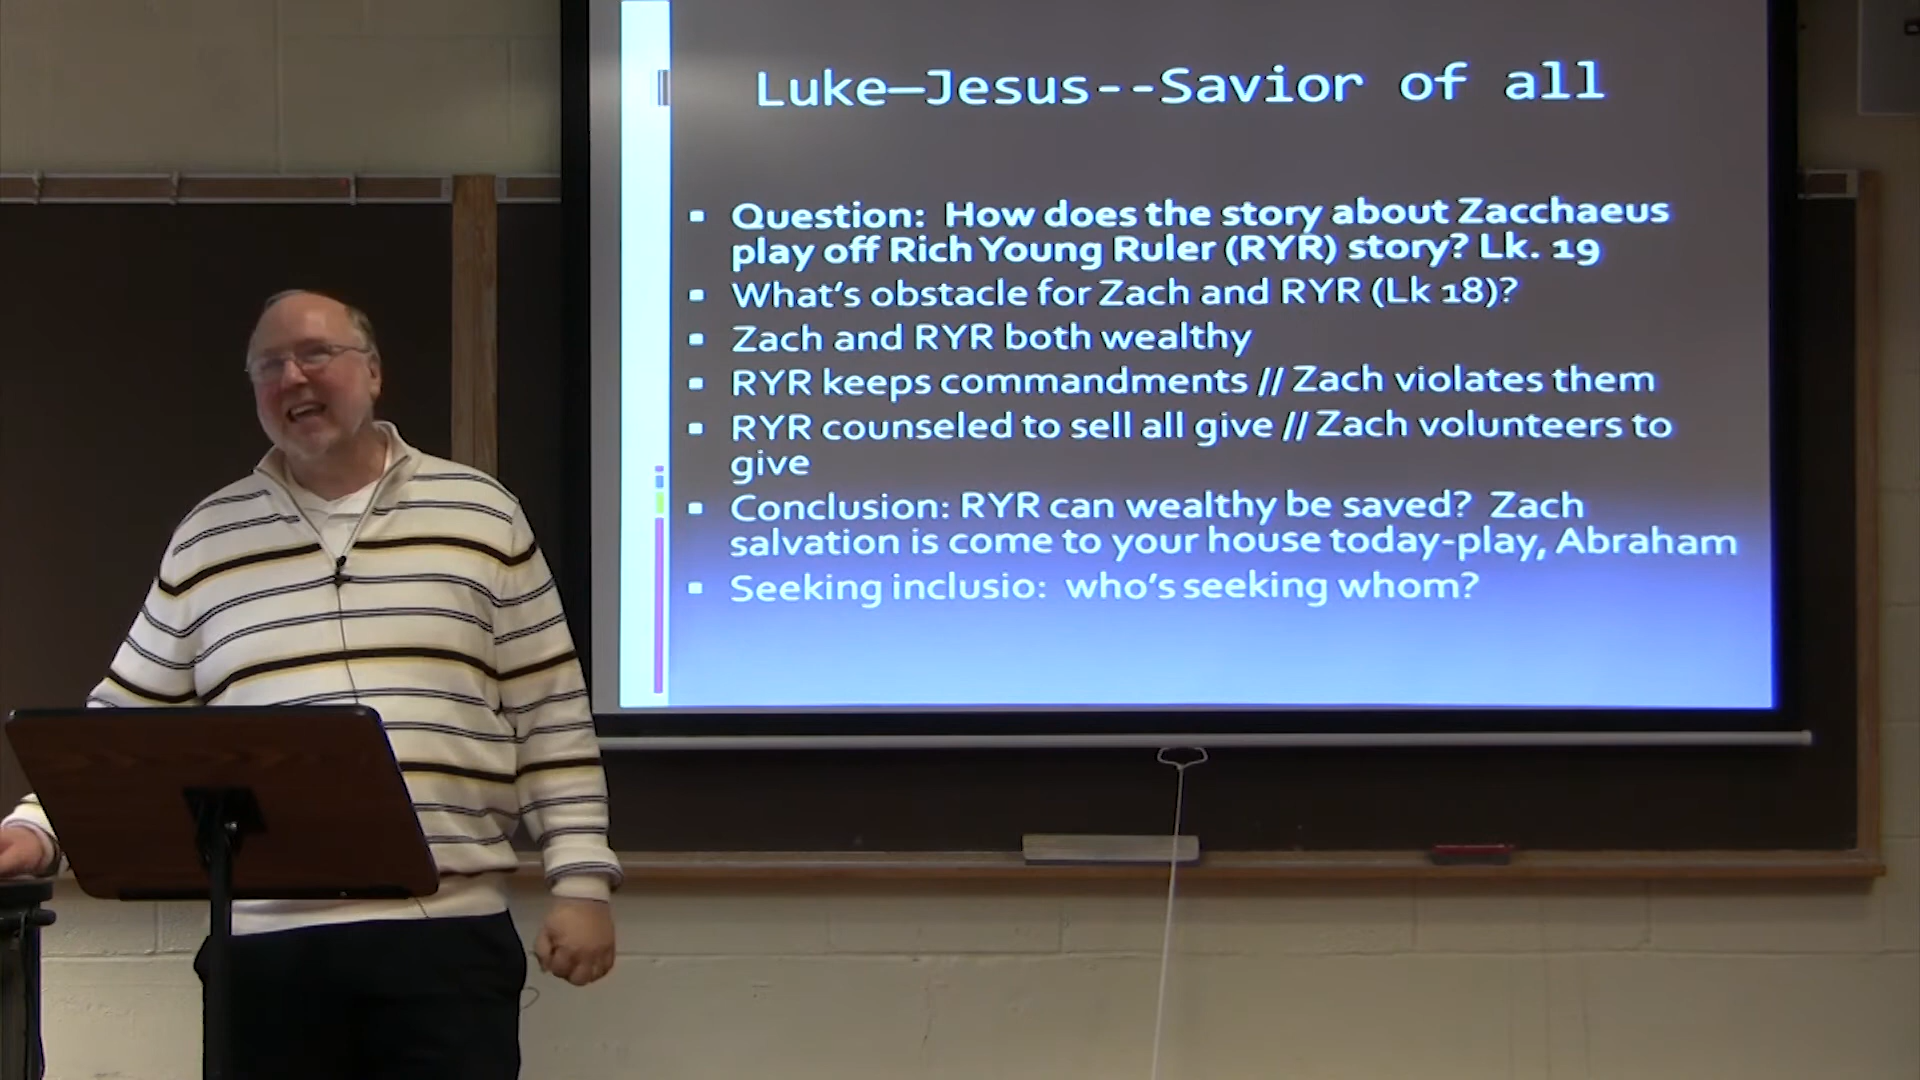 Luke—Jesus--Savior of all
▪ Question: How does the story about Zacchaeus
play off Rich Young Ruler (RYR) story? Lk. 19
▪ What's obstacle for Zach and RYR (Lk 18)?
▪ Zach and RYR both wealthy
▪ RYR keeps commandments // Zach violates them
▪ RYR counseled to sell all give // Zach volunteers to
give
▪ Conclusion: RYR can wealthy be saved? Zach
salvation is come to your house today-play, Abraham
▪ Seeking inclusio: who's seeking whom?